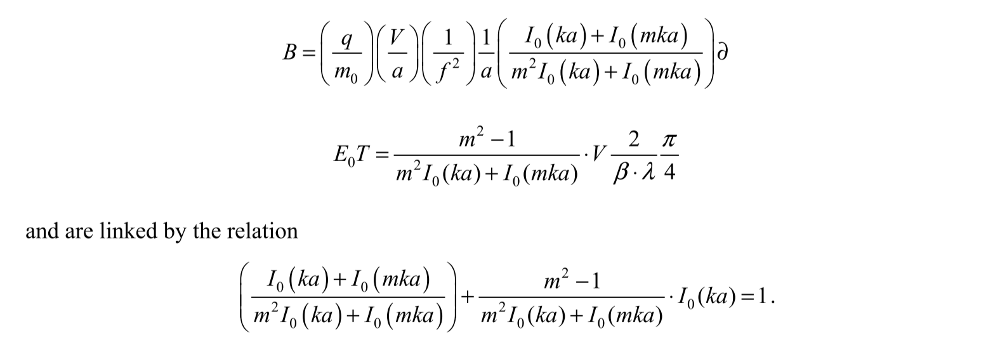 B = (q/m₀)(V/a)(1/f²) 1/a ((I₀(ka)+I₀(mka))/(m²I₀(ka)+I₀(mka)))∂
E₀T = (m²−1)/(m²I₀(ka)+I₀(mka)) · V 2/(β·λ) π/4
and are linked by the relation
((I₀(ka)+I₀(mka))/(m²I₀(ka)+I₀(mka))) + (m²−1)/(m²I₀(ka)+I₀(mka)) · I₀(ka) = 1.